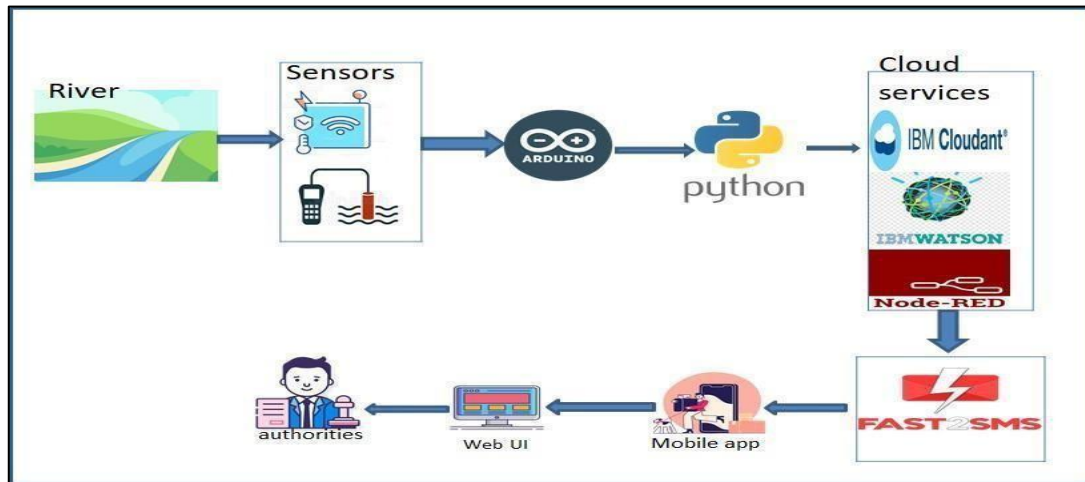 River
Sensors
ARDUINO
python
Cloud
services
IBM Cloudant®
IBMWATSON
Node-RED
FAST2SMS
Mobile app
Web UI
authorities